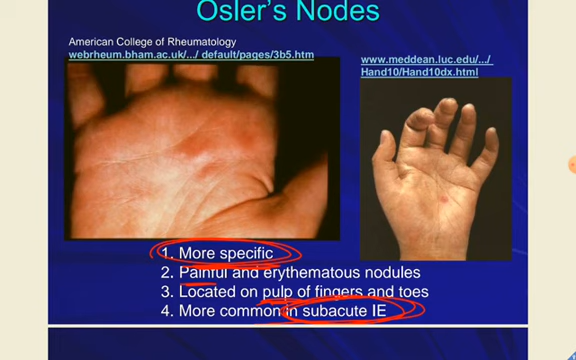 Osler's Nodes
American College of Rheumatology
webrheum.bham.ac.uk/.../ default/pages/3b5.htm
www.meddean.luc.edu/.../
Hand10/Hand10dx.html
1. More specific
2. Painful and erythematous nodules
3. Located on pulp of fingers and toes
4. More common in subacute IE